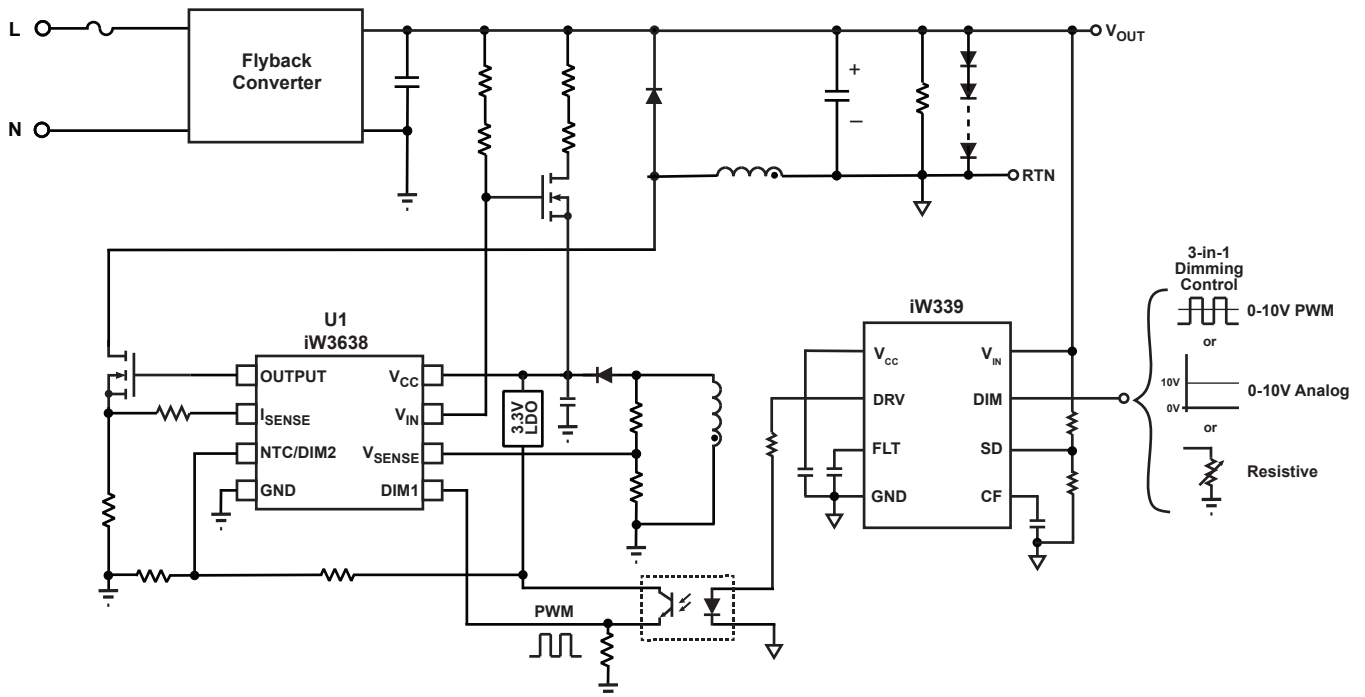 L
N
Flyback
Converter
+
–
V_OUT
RTN
U1
iW3638
OUTPUT
I_SENSE
NTC/DIM2
GND
V_CC
V_IN
V_SENSE
DIM1
3.3V
LDO
PWM
iW339
V_CC
DRV
FLT
GND
V_IN
DIM
SD
CF
3-in-1
Dimming
Control
0-10V PWM
or
10V
0V
0-10V Analog
or
Resistive